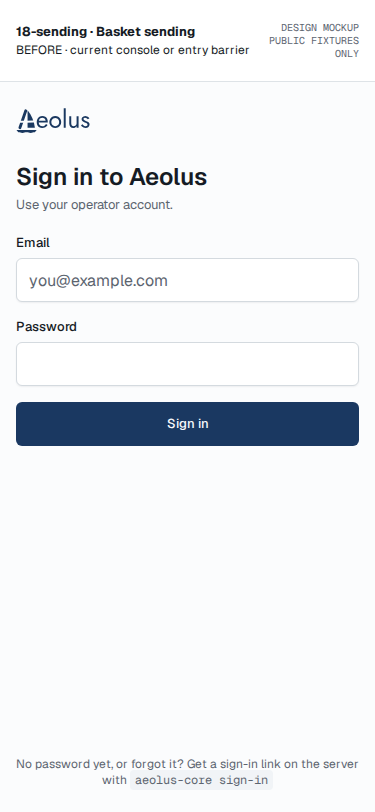 18-sending · Basket sending
BEFORE · current console or entry barrier
DESIGN MOCKUP
PUBLIC FIXTURES
ONLY
Aeolus
Sign in to Aeolus
Use your operator account.
Email
you@example.com
Password
Sign in
No password yet, or forgot it? Get a sign-in link on the server
with aeolus-core sign-in